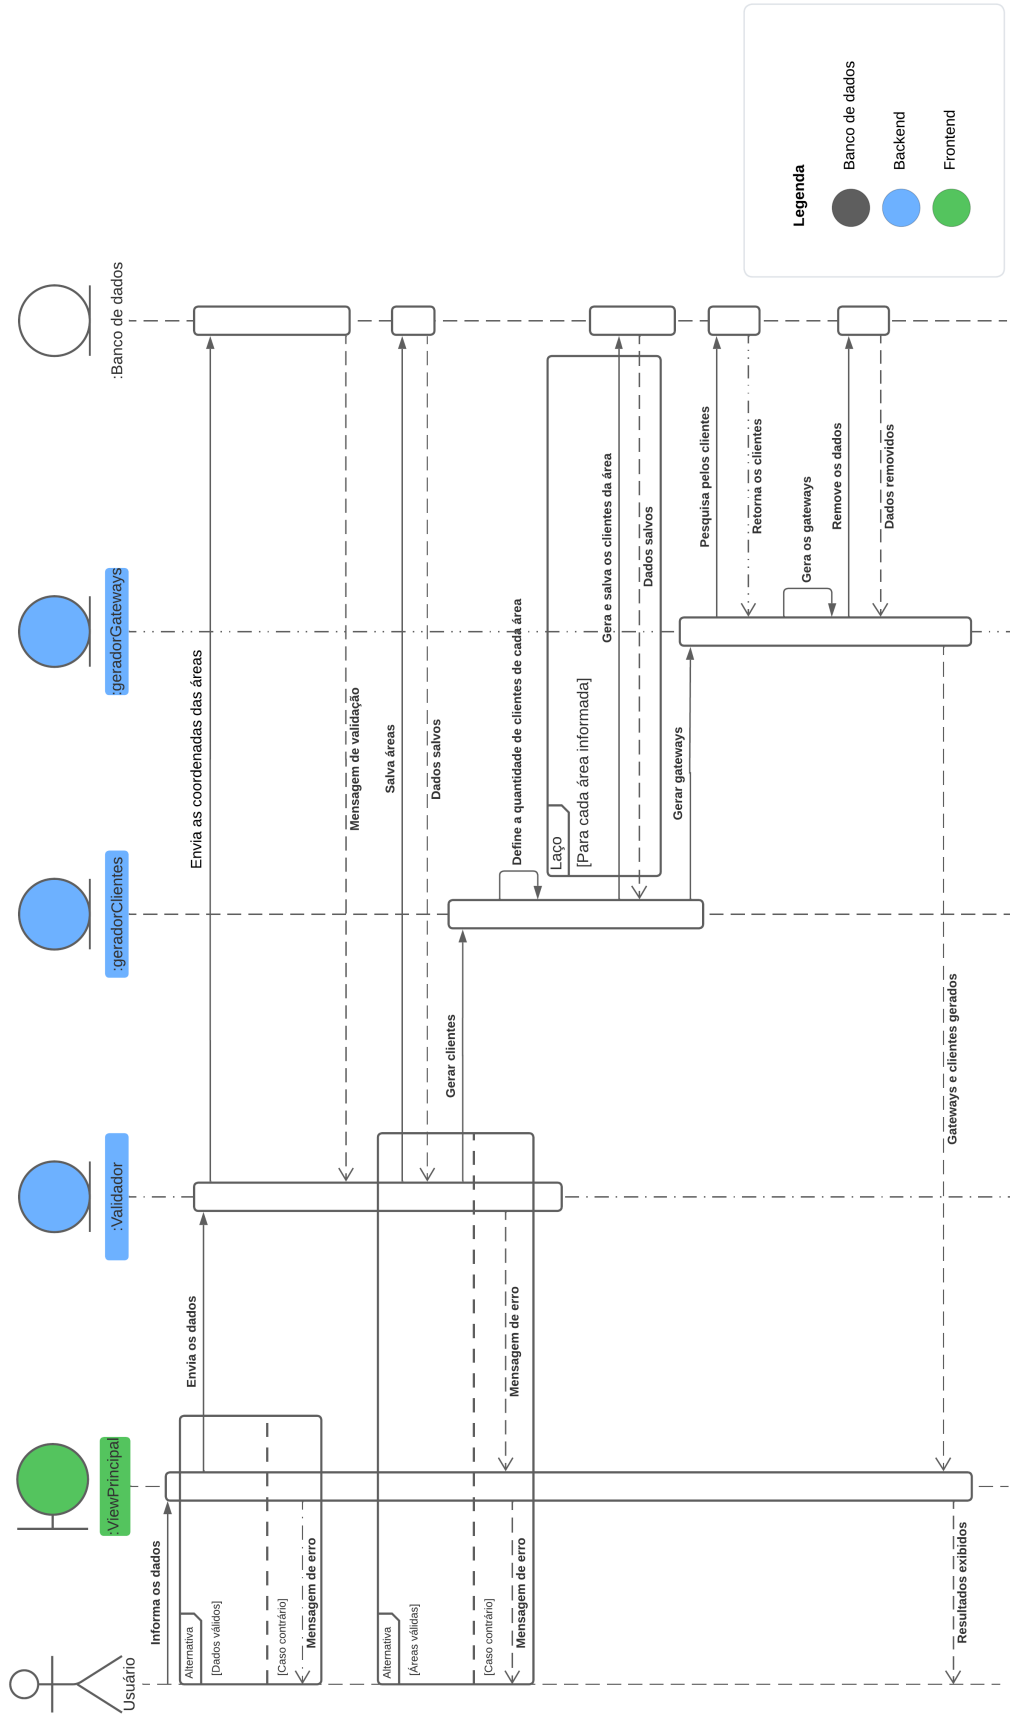 Usuário
:ViewPrincipal
:Validador
:geradorClientes
:geradorGateways
:Banco de dados
Informa os dados
Alternativa
[Dados válidos]
Envia os dados
Envia as coordenadas das áreas
[Caso contrário]
Mensagem de erro
Mensagem de validação
Alternativa
[Áreas válidas]
Salva áreas
Dados salvos
Gerar clientes
[Caso contrário]
Mensagem de erro
Mensagem de erro
Define a quantidade de clientes de cada área
Laço
[Para cada área informada]
Gera e salva os clientes da área
Dados salvos
Gerar gateways
Pesquisa pelos clientes
Retorna os clientes
Gera os gateways
Remove os dados
Dados removidos
Gateways e clientes gerados
Resultados exibidos
Legenda
Banco de dados
Backend
Frontend